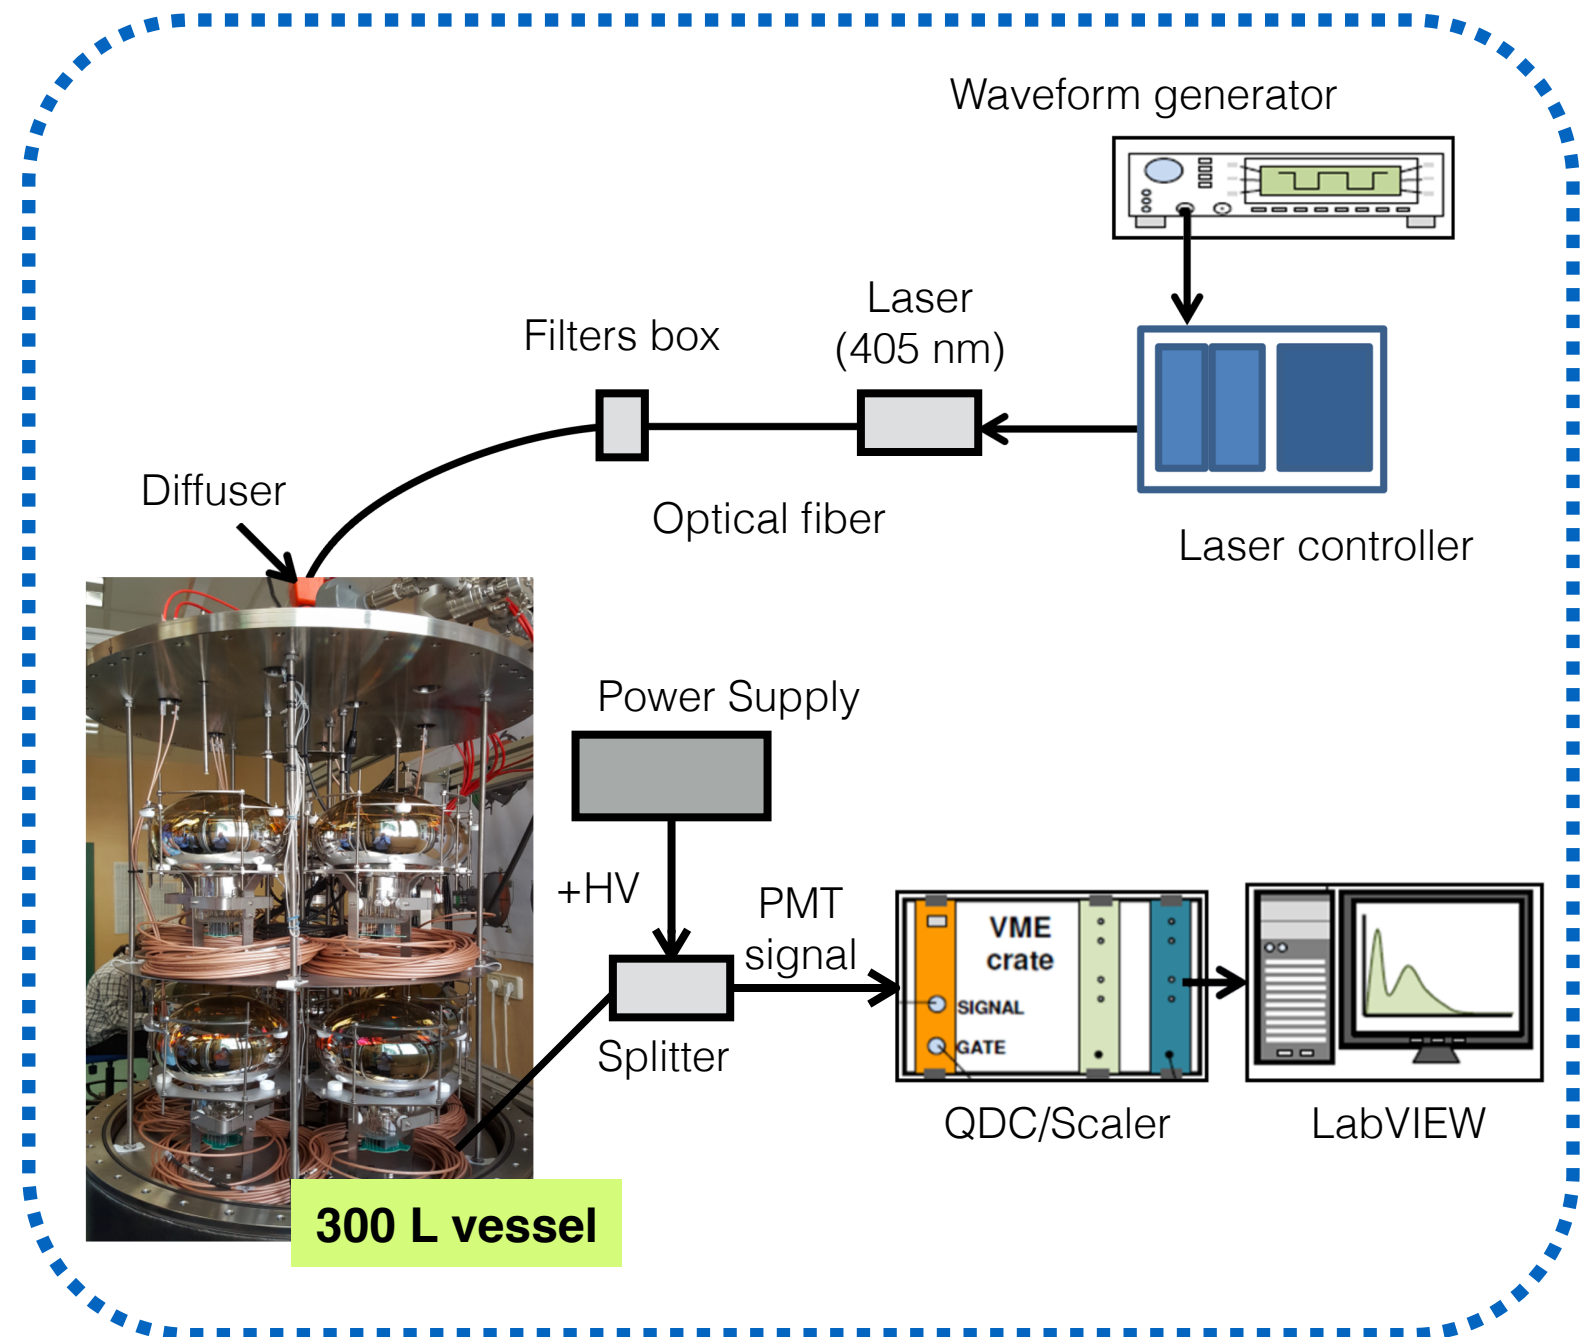 Waveform generator
Laser
(405 nm)
Filters box
Diffuser
Optical fiber
Laser controller
Power Supply
+HV
PMT
signal
VME
crate
SIGNAL
GATE
Splitter
QDC/Scaler
LabVIEW
300 L vessel